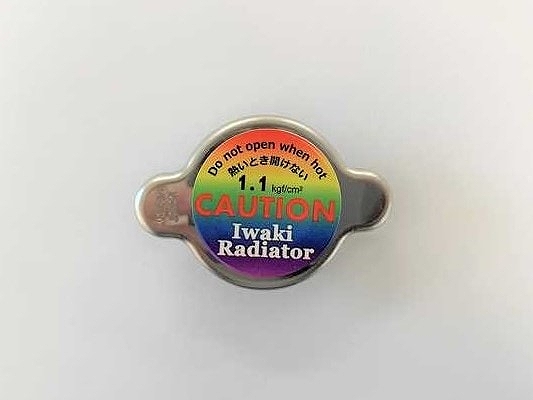 Do not open when hot
熱いとき開けない
1.1 kgf/cm²
CAUTION
Iwaki
Radiator